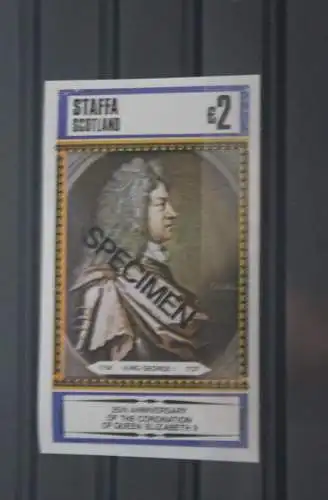 STAFFA
SCOTLAND
£2
SPECIMEN
KING GEORGE I
25TH ANNIVERSARY
OF THE CORONATION
OF QUEEN ELIZABETH II